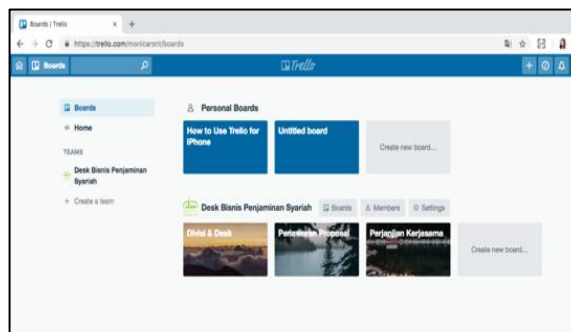 Boards | Trello
https://trello.com/monicarsnt/boards
Boards
Trello
Boards
Home
TEAMS
Desk Bisnis Penjaminan
Syariah
Create a team
Personal Boards
How to Use Trello for
iPhone
Untitled board
Create new board...
Desk Bisnis Penjaminan Syariah
Boards
Members
Settings
Divisi & Desk
Penawaran Proposal
Perjanjian Kerjasama
Create new board...